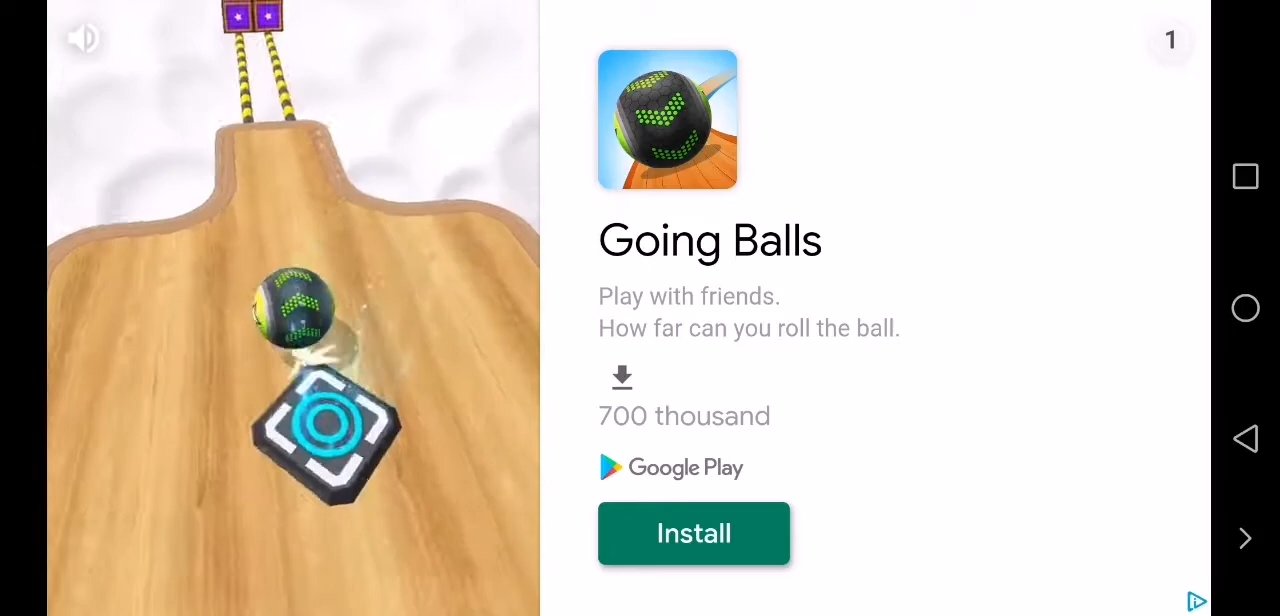 1
Going Balls
Play with friends.
How far can you roll the ball.
700 thousand
Google Play
Install